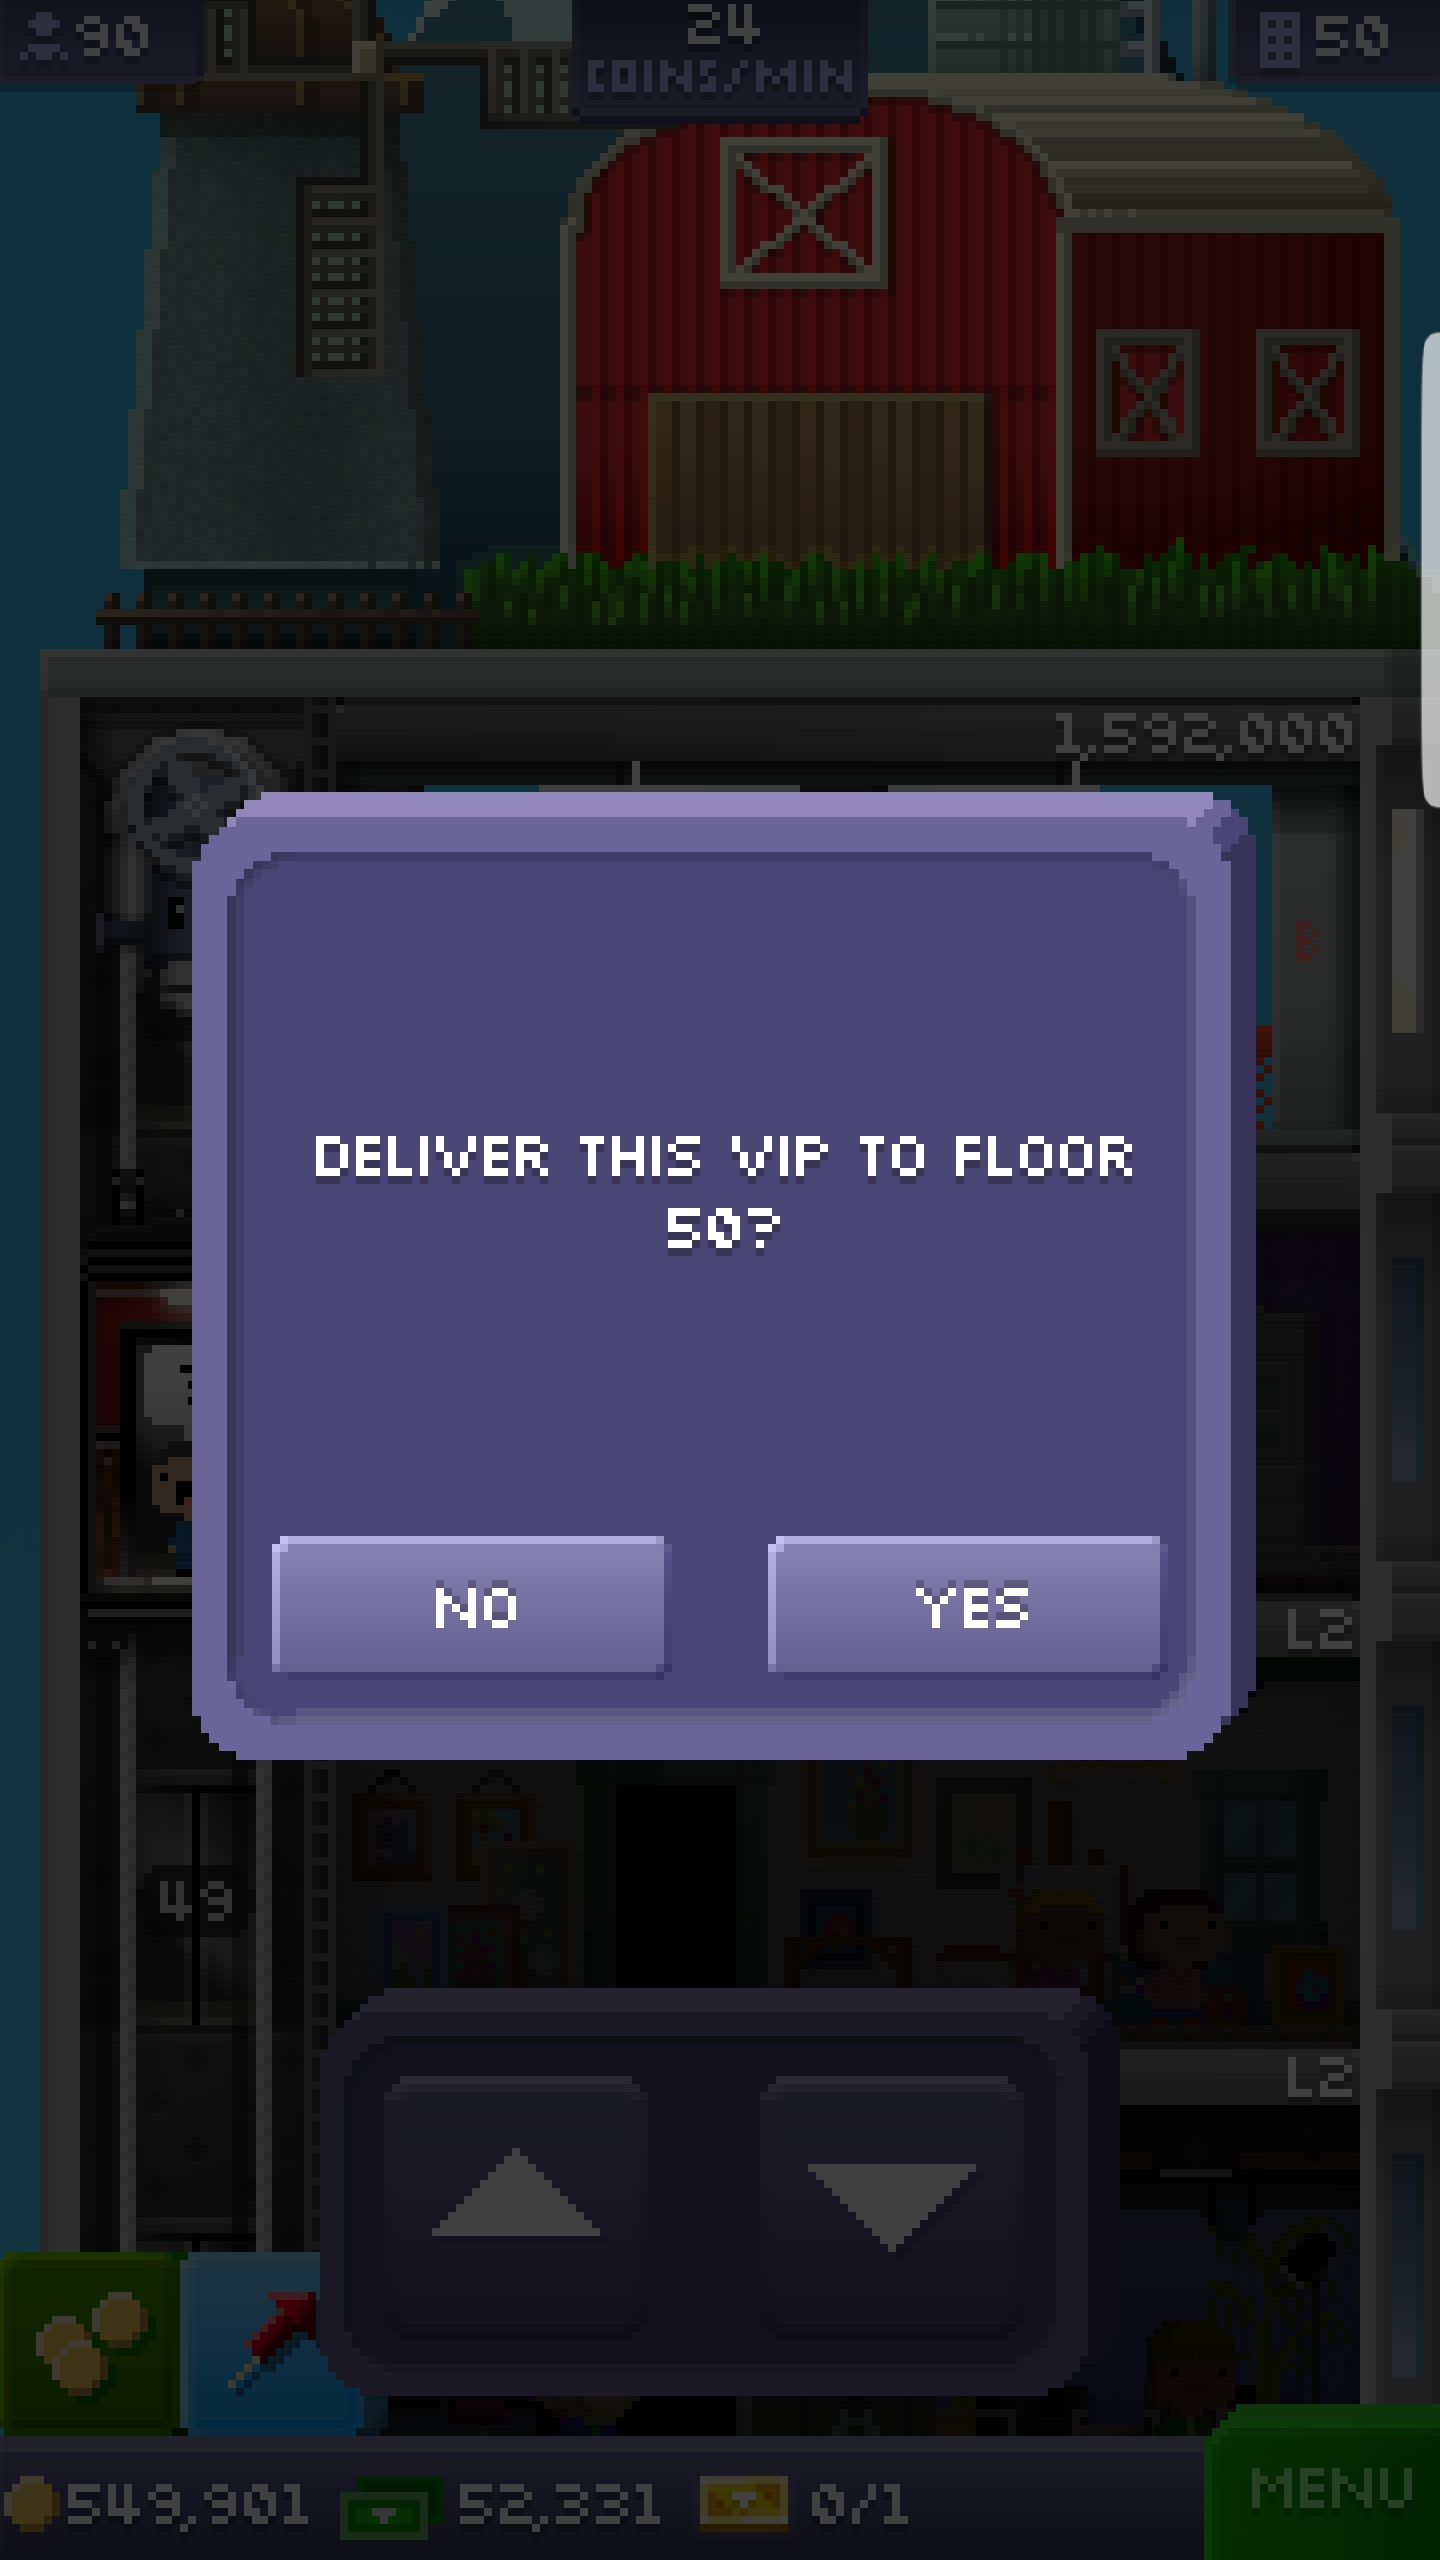 90
24
COINS/MIN
50
1,592,000
B
DELIVER THIS VIP TO FLOOR
50?
NO
YES
L2
49
L2
549,901
52,331
0/1
MENU